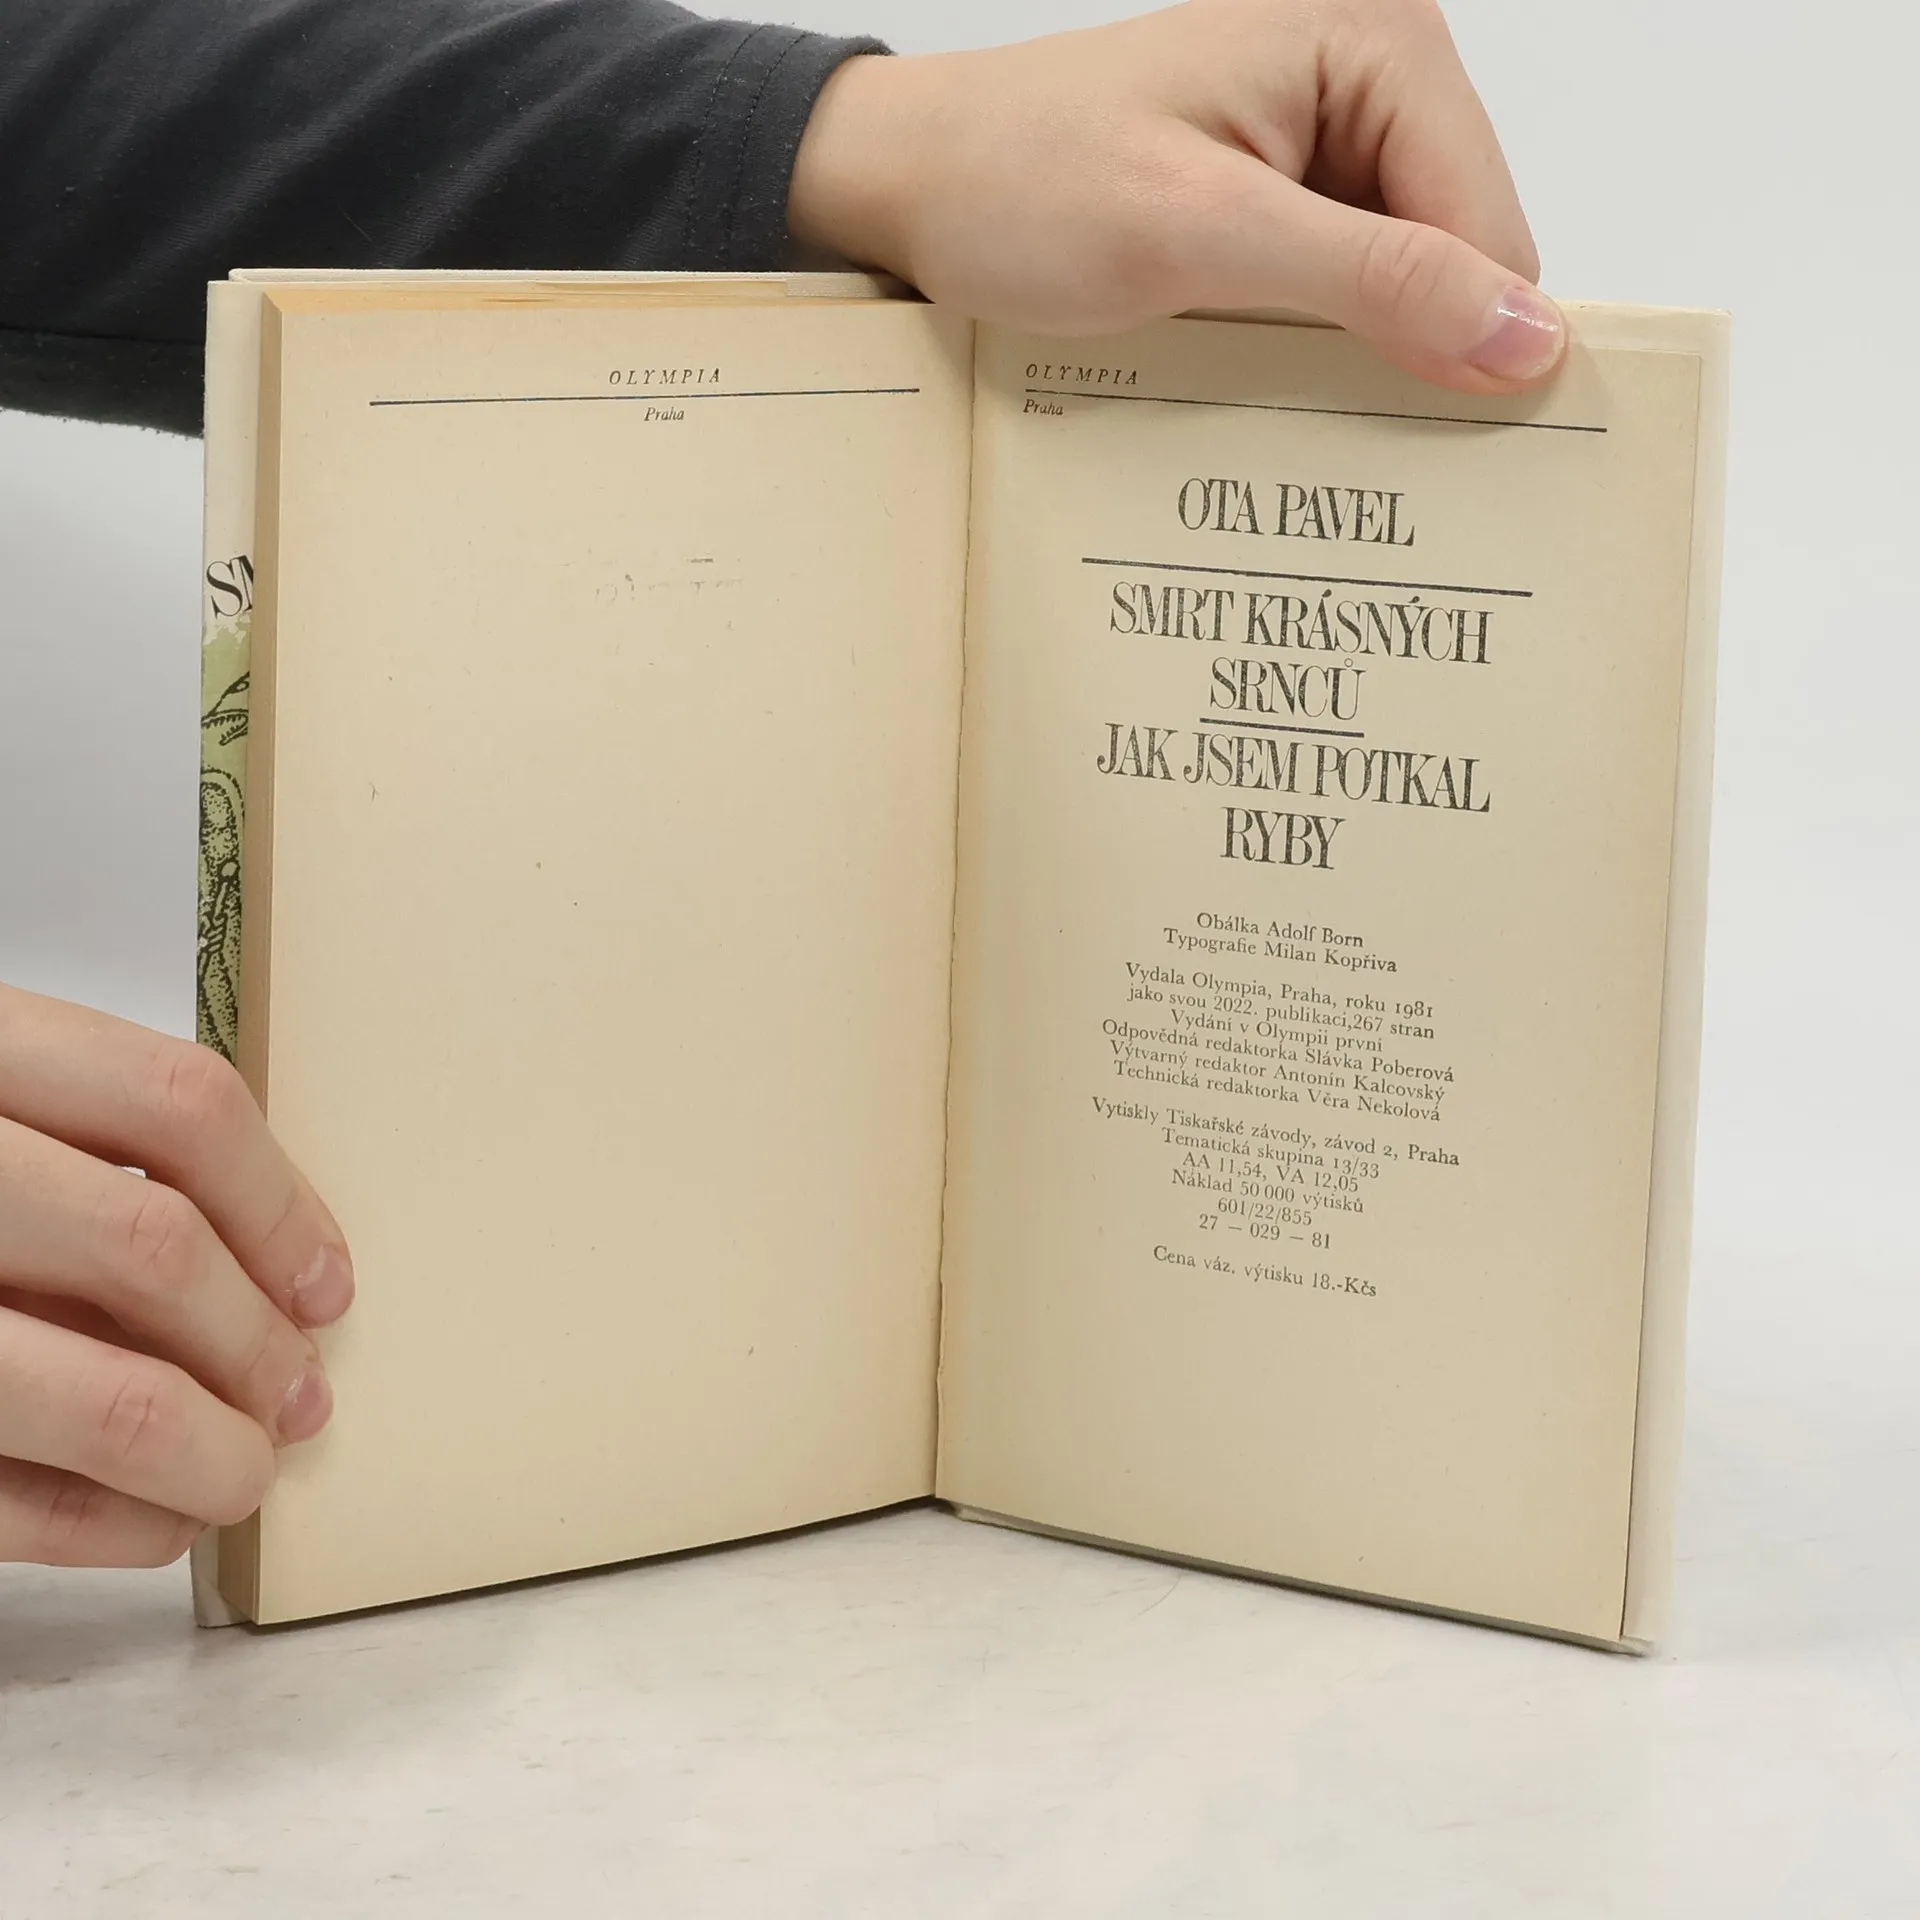 OLYMPIA
Praha
SM
OLYMPIA
Praha
OTA PAVEL
SMRT KRÁSNÝCH
SRNCŮ
JAK JSEM POTKAL
RYBY
Obálka Adolf Born
Typografie Milan Kopřiva
Vydala Olympia, Praha, roku 1981
jako svou 2022. publikaci,267 stran
Vydání v Olympii první
Odpovědná redaktorka Slávka Poberová
Výtvarný redaktor Antonín Kalcovský
Technická redaktorka Věra Nekolová
Vytiskly Tiskařské závody, závod 2, Praha
Tematická skupina 13/33
AA 11,54, VA 12,05
Náklad 50 000 výtisků
601/22/855
27 — 029 — 81
Cena váz. výtisku 18.-Kčs